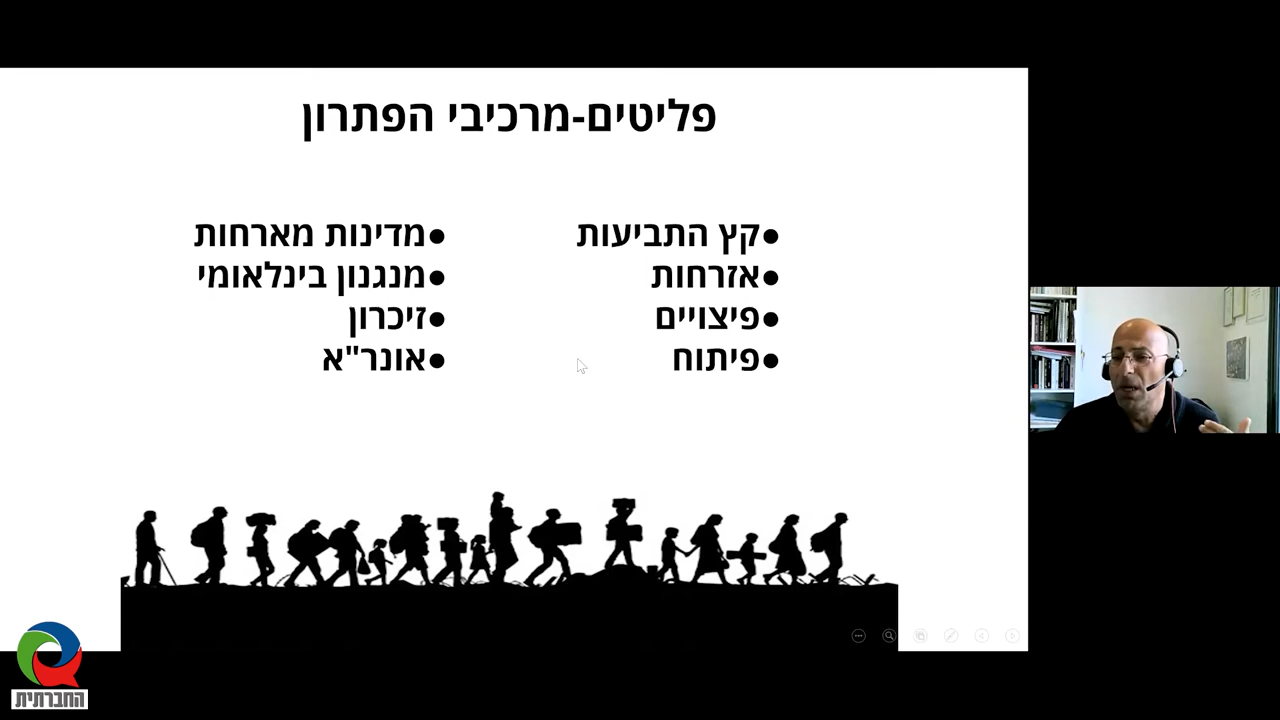 פליטים-מרכיבי הפתרון
●קץ התביעות
●אזרחות
●פיצויים
●פיתוח
●מדינות מארחות
●מנגנון בינלאומי
●זיכרון
●אונר"א
החברתית